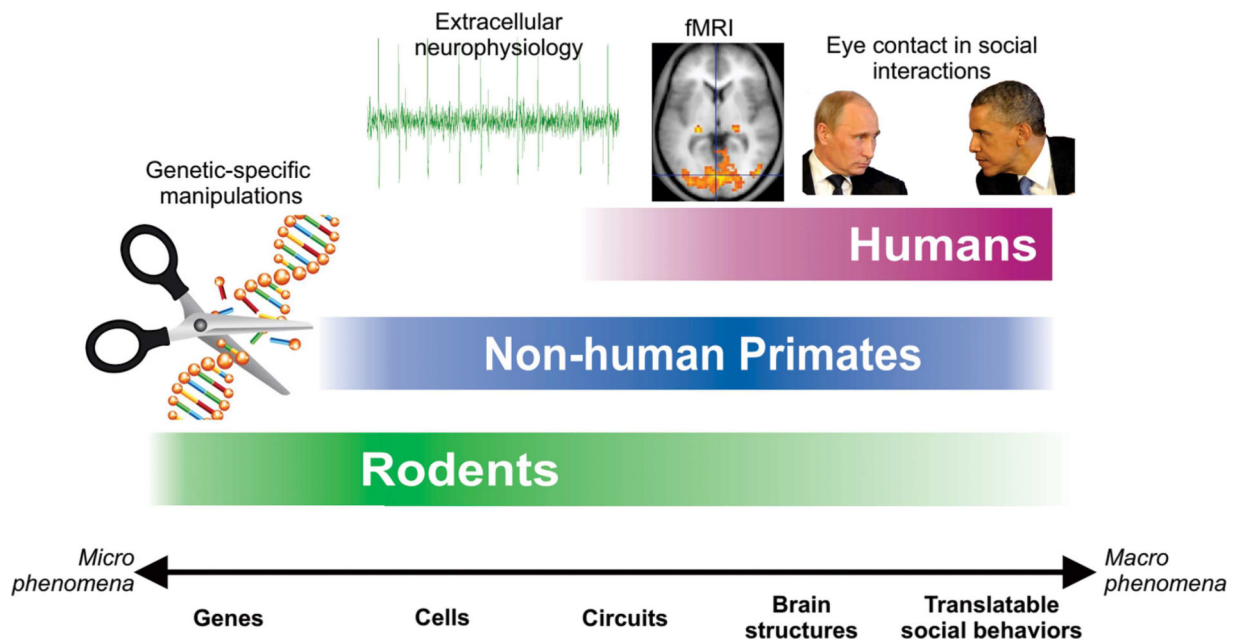 Extracellular
neurophysiology
fMRI
Eye contact in social
interactions
Genetic-specific
manipulations
Humans
Non-human Primates
Rodents
Micro
phenomena
Macro
phenomena
Genes
Cells
Circuits
Brain
structures
Translatable
social behaviors